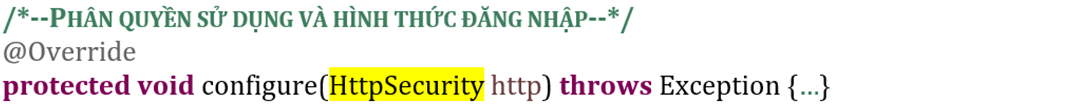 /*--PHÂN QUYỀN SỬ DỤNG VÀ HÌNH THỨC ĐĂNG NHẬP--*/
@Override
protected void configure(HttpSecurity http) throws Exception {…}